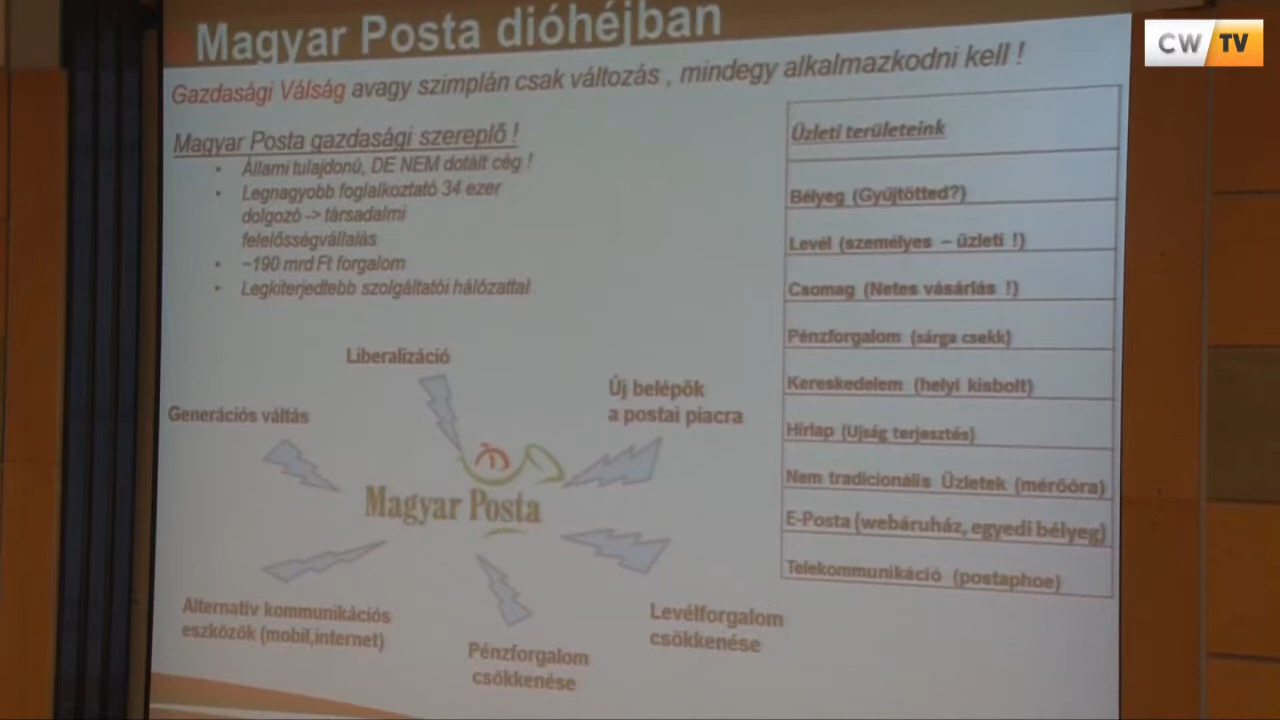 Magyar Posta dióhéjban
CW TV
Gazdasági Válság avagy szimplán csak változás , mindegy alkalmazkodni kell !
Magyar Posta gazdasági szereplő !
• Állami tulajdonú, DE NEM dotált cég !
• Legnagyobb foglalkoztató 34 ezer
dolgozó -> társadalmi
felelősségvállalás
• ~190 mrd Ft forgalom
• Legkiterjedtebb szolgáltatói hálózattal
Üzleti területeink
Bélyeg (Gyűjtötted?)
Levél (személyes – üzleti !)
Csomag (Netes vásárlás !)
Pénzforgalom (sárga csekk)
Kereskedelem (helyi kisbolt)
Hírlap (Ujság terjesztés)
Nem tradicionális Üzletek (mérőóra)
E-Posta (webáruház, egyedi bélyeg)
Telekommunikáció (postaphoe)
Liberalizáció
Generációs váltás
Új belépők
a postai piacra
Magyar Posta
Alternatív kommunikációs
eszközök (mobil,internet)
Pénzforgalom
csökkenése
Levélforgalom
csökkenése